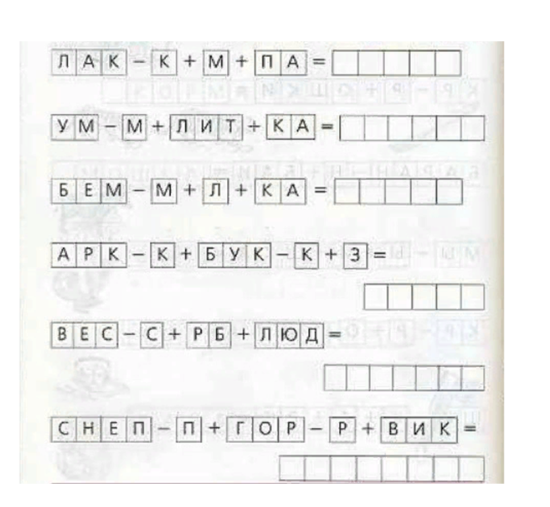 ЛАК – К + М + ПА =
УМ – М + ЛИТ + КА =
БЕМ – М + Л + КА =
АРК – К + БУК – К + З =
ВЕС – С + РБ + ЛЮД =
СНЕП – П + ГОР – Р + ВИК =